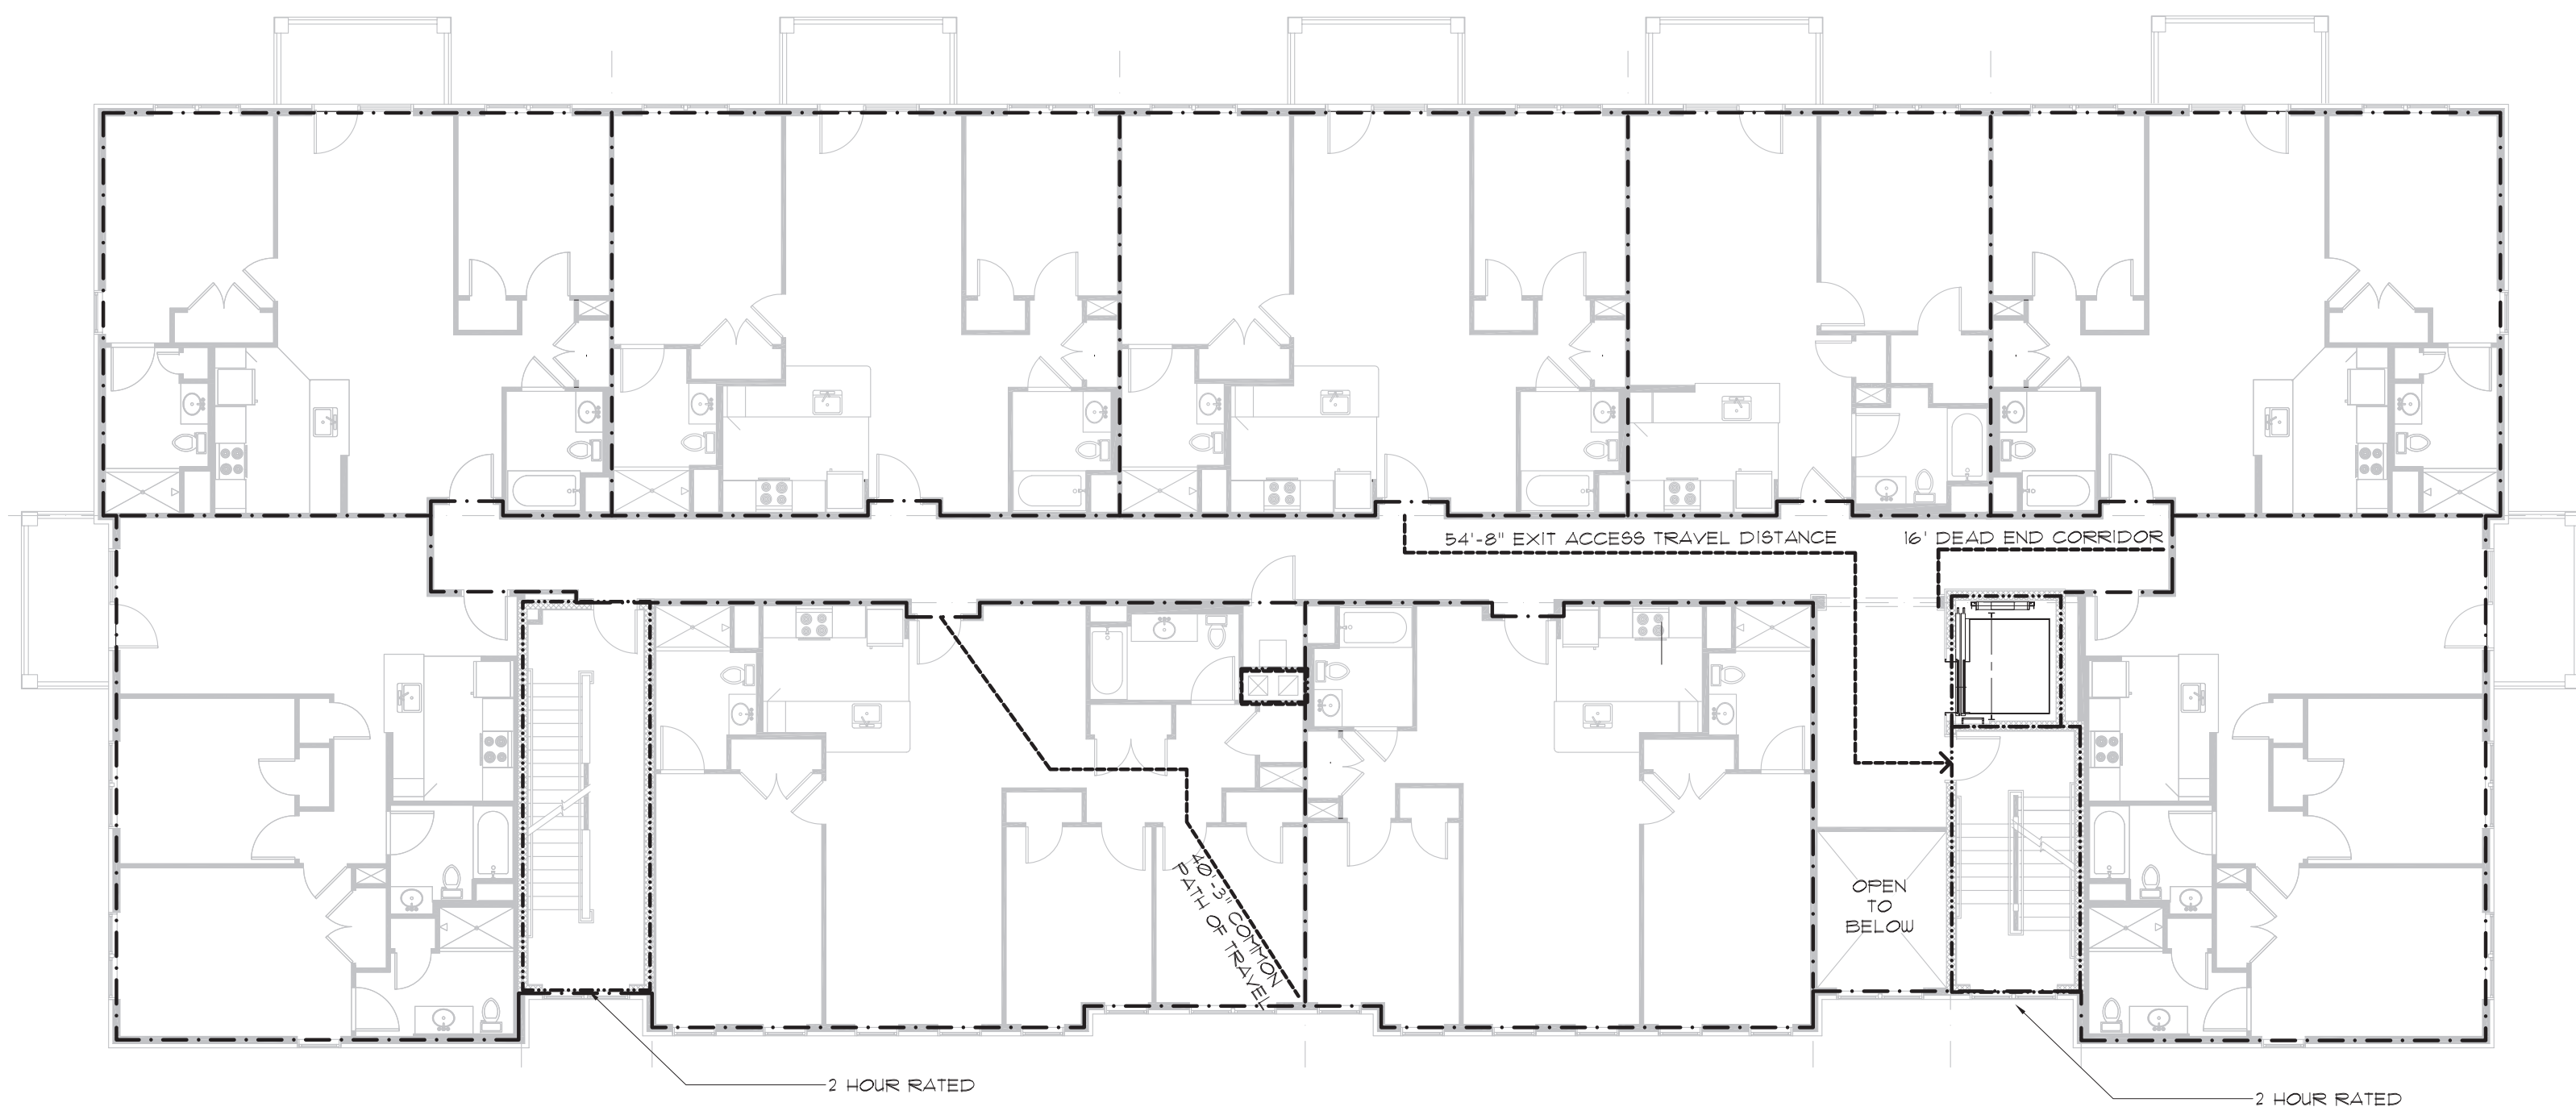 54'-8" EXIT ACCESS TRAVEL DISTANCE
16' DEAD END CORRIDOR
40'-3" COMMON
PATH OF TRAVEL
OPEN
TO
BELOW
2 HOUR RATED
2 HOUR RATED